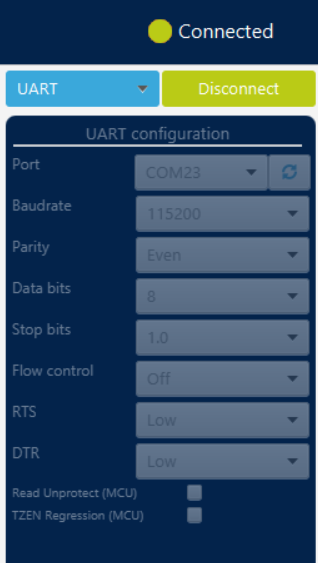 Connected
UART Disconnect
UART configuration
Port COM23
Baudrate 115200
Parity Even
Data bits 8
Stop bits 1.0
Flow control Off
RTS Low
DTR Low
Read Unprotect (MCU)
TZEN Regression (MCU)